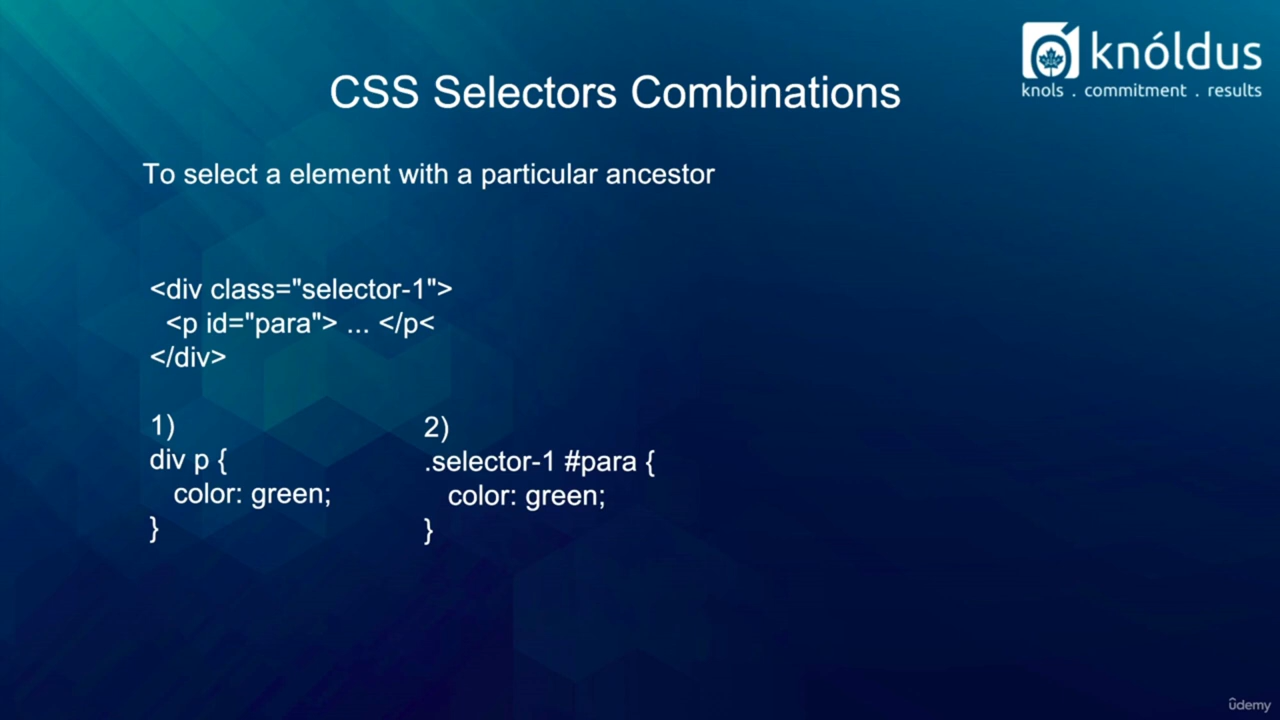 knóldus
knols . commitment . results
CSS Selectors Combinations
To select a element with a particular ancestor
<div class="selector-1">
<p id="para"> ... </p<
</div>
1)
div p {
color: green;
}
2)
.selector-1 #para {
color: green;
}
ûdemy